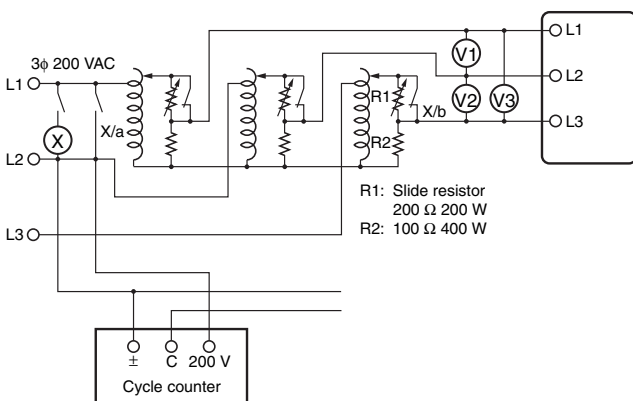 3ϕ 200 VAC
L1
X
X/a
L2
L3
R1
R2
X/b
V1
V2
V3
L1
L2
L3
R1: Slide resistor
200 Ω 200 W
R2: 100 Ω 400 W
± C 200 V
Cycle counter